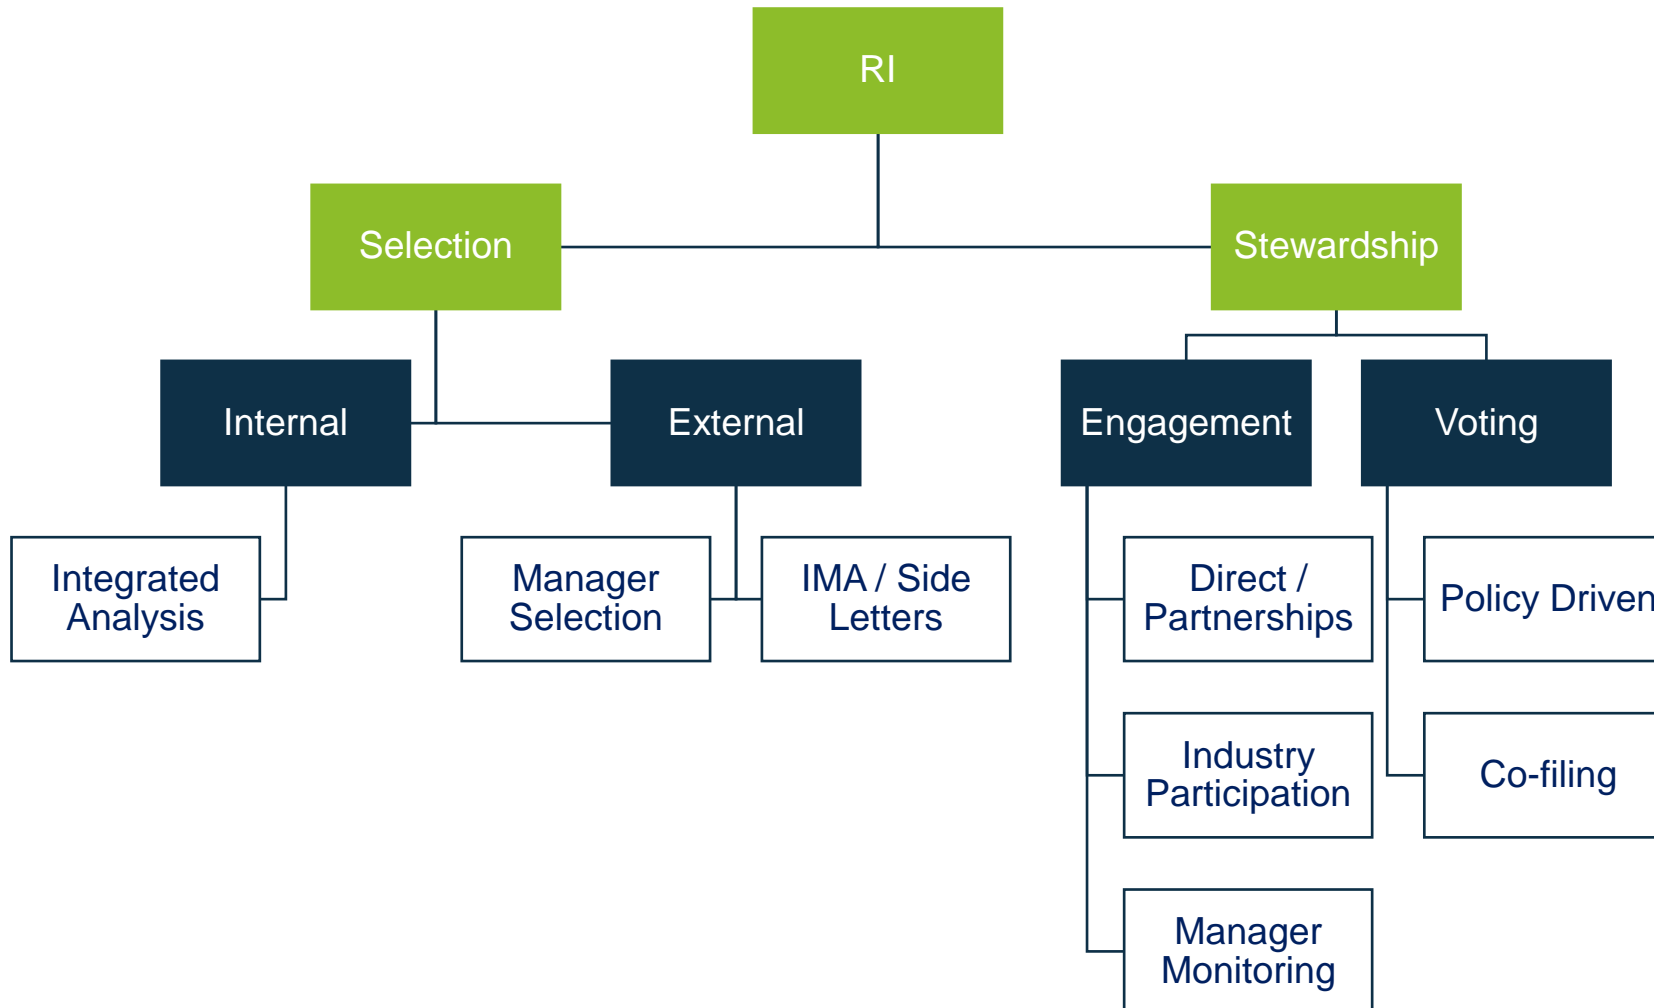 RI
Selection
Stewardship
Internal
External
Engagement
Voting
Integrated
Analysis
Manager
Selection
IMA / Side
Letters
Direct /
Partnerships
Policy Driven
Industry
Participation
Co-filing
Manager
Monitoring